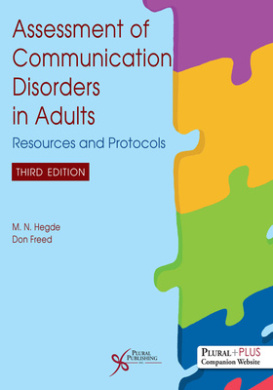 Assessment of
Communication
Disorders
in Adults
Resources and Protocols
THIRD EDITION
M. N. Hegde
Don Freed
PLURAL
PUBLISHING
PLURAL+PLUS
Companion Website